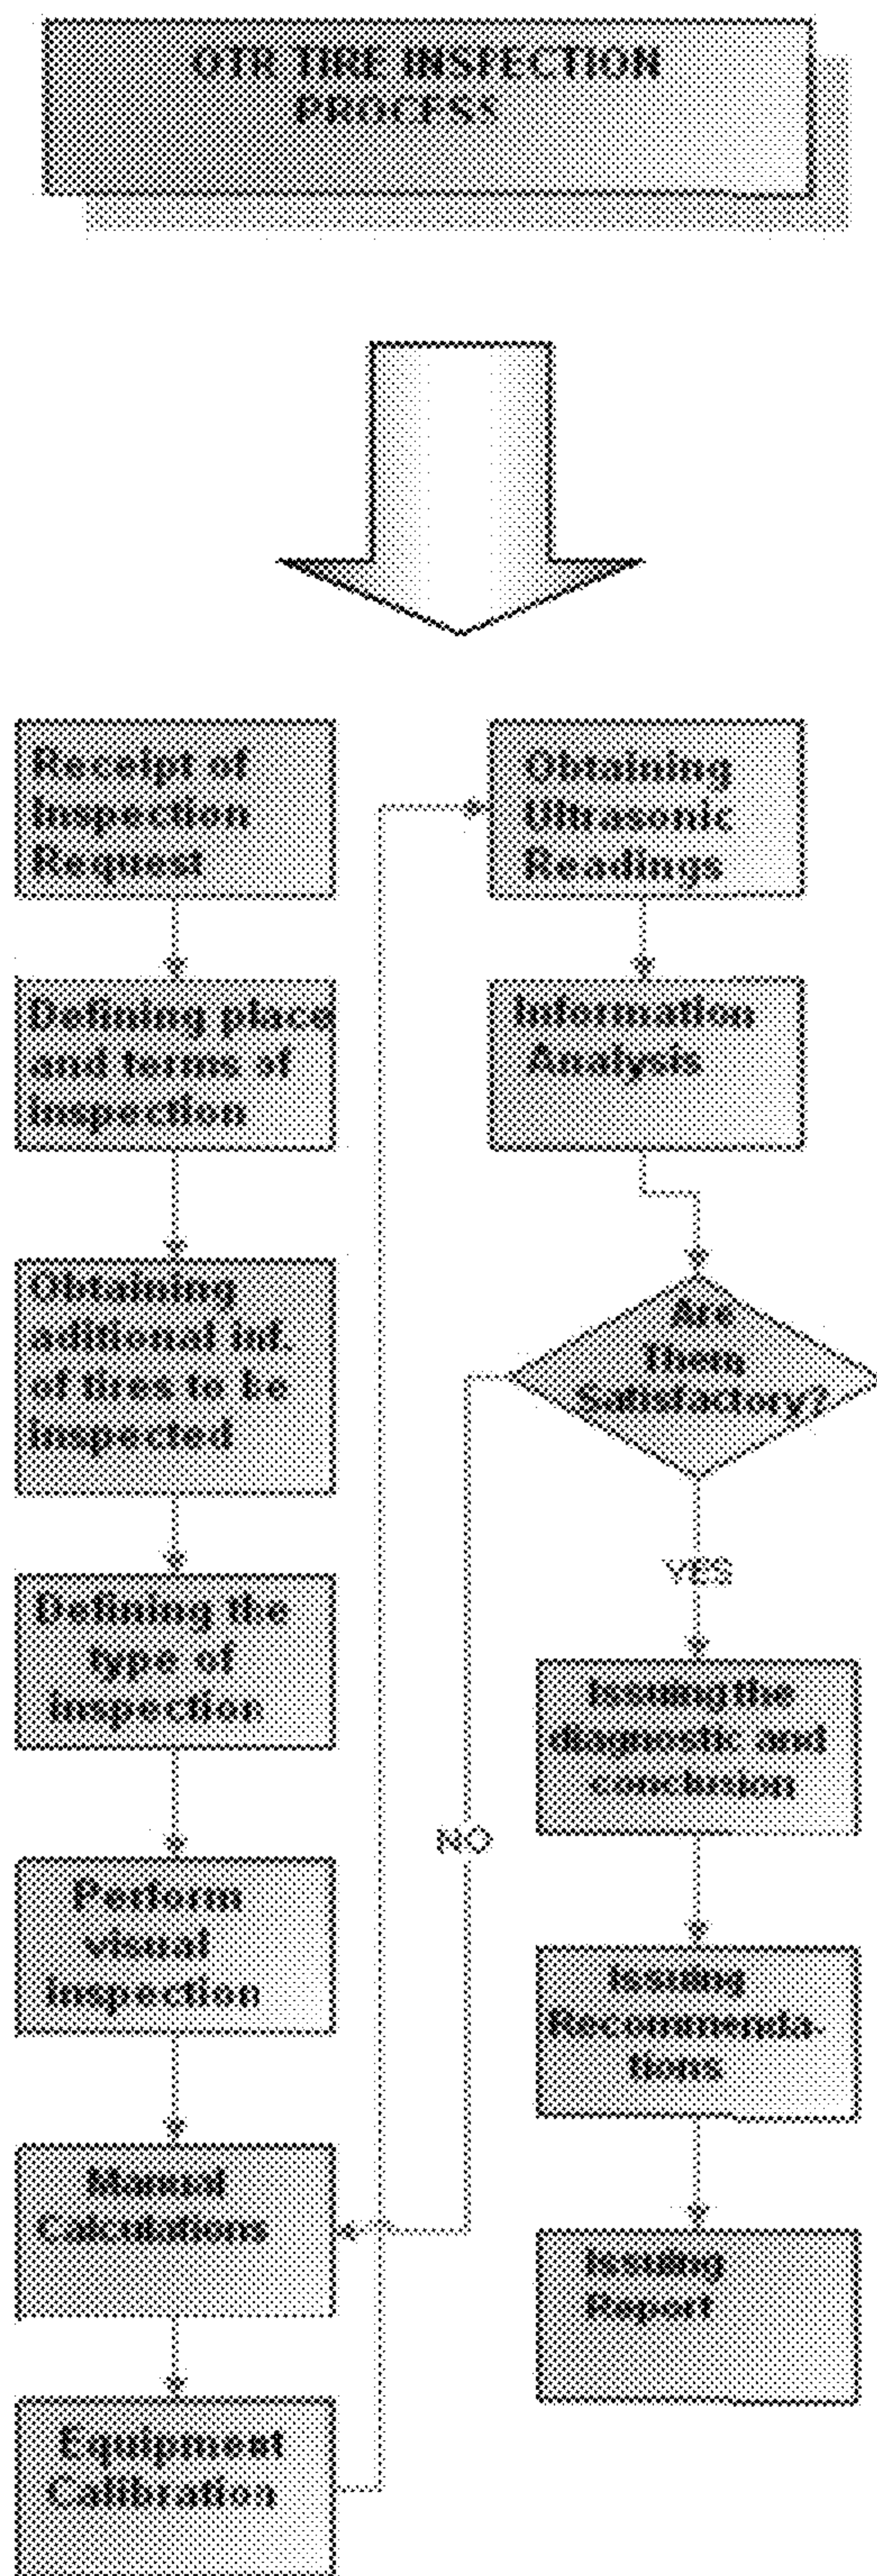 OTR TIRE INSPECTION
PROCESS
Receipt of
Inspection
Request
Defining place
and terms of
inspection
Obtaining
aditional inf.
of tires to be
inspected
Defining the
type of
inspection
Perform
visual
inspection
Manual
Calculations
Equipment
Calibration
Obtaining
Ultrasonic
Readings
Information
Analysis
Are
Them
Satisfactory?
YES
NO
Issuing the
diagnostic and
conclusion
Issuing
Recommenda-
tions
Issuing
Report